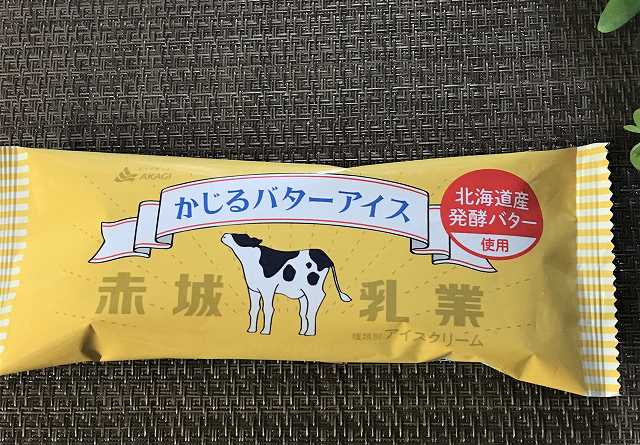 AKAGI
かじるバターアイス
北海道産
発酵バター
使用
赤城
乳業
種類別 アイスクリーム